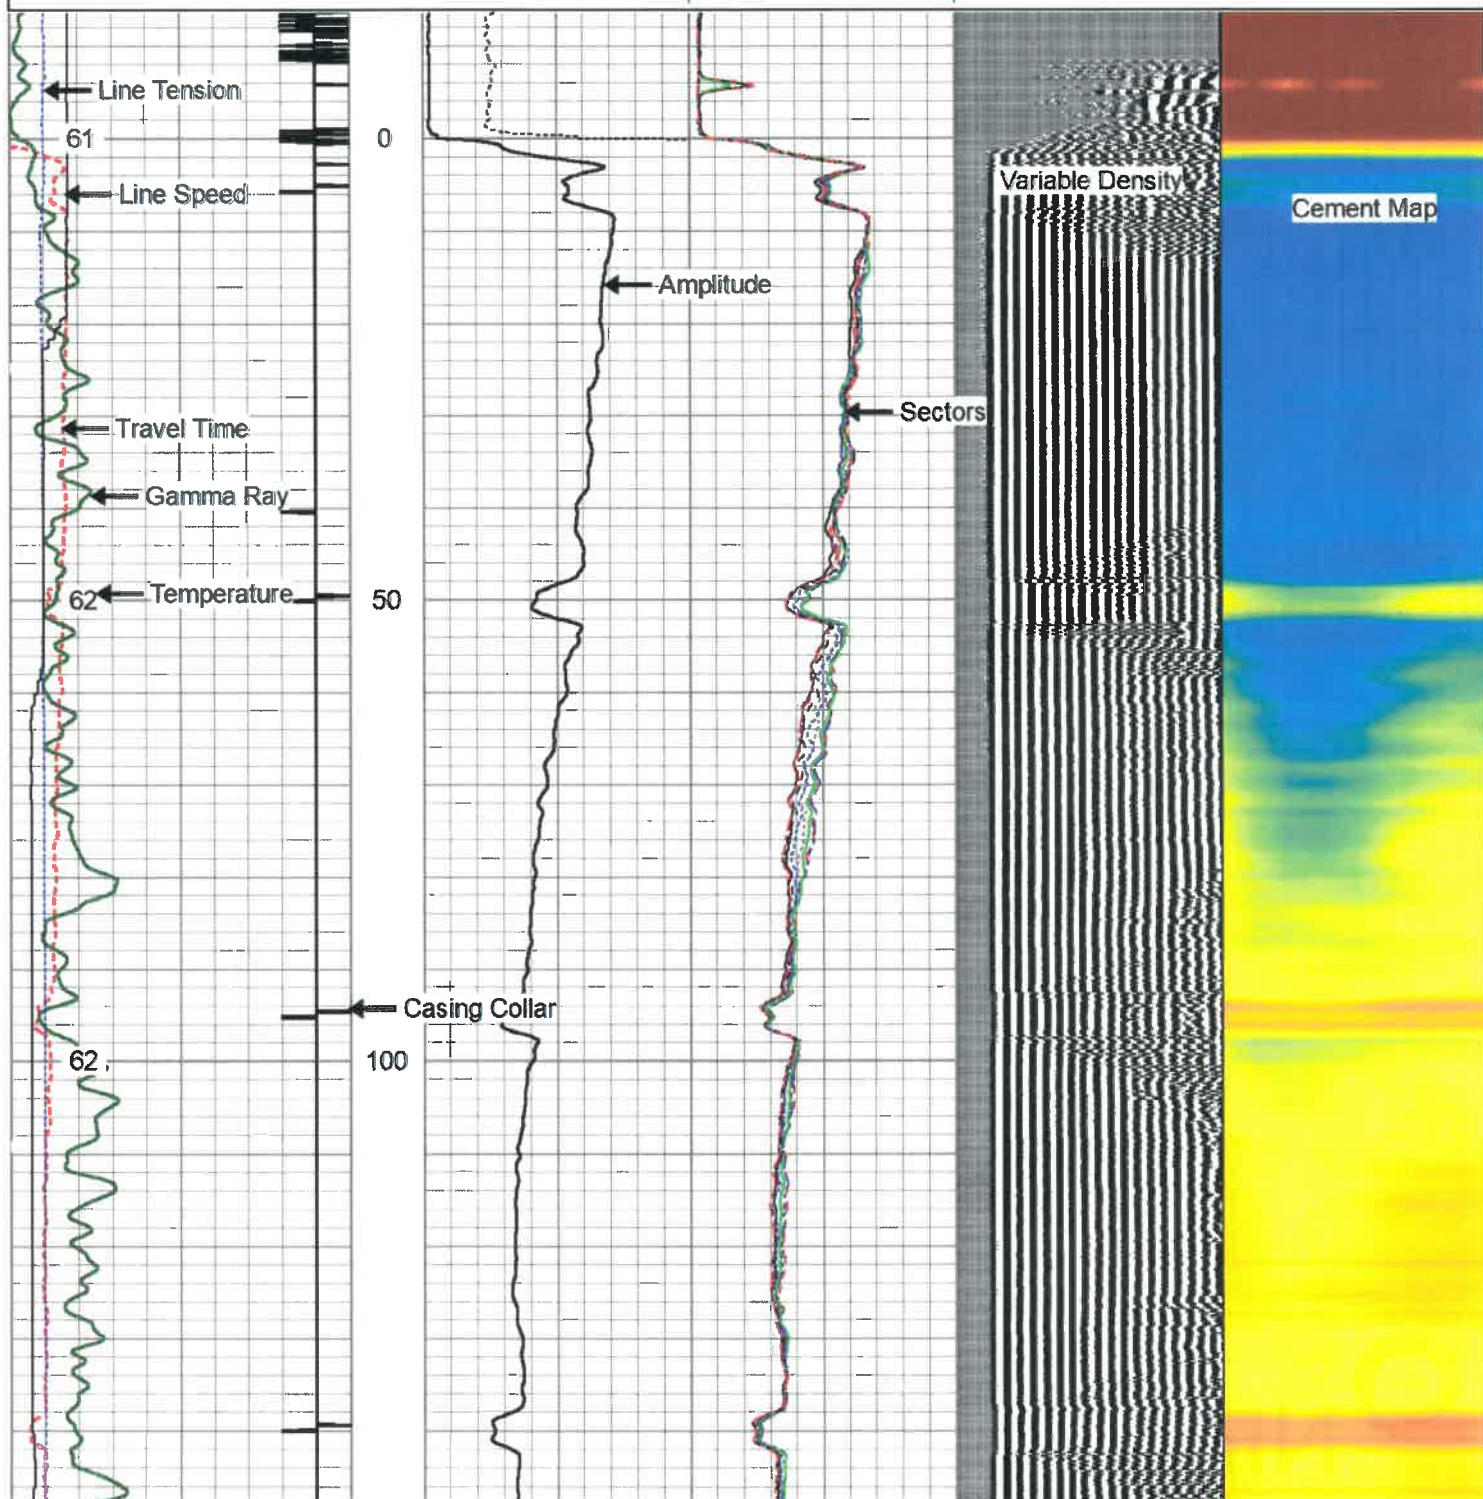 Line Tension
61
0
Line Speed
Variable Density
Cement Map
Amplitude
Sectors
Travel Time
Gamma Ray
62
Temperature
50
Casing Collar
62
100